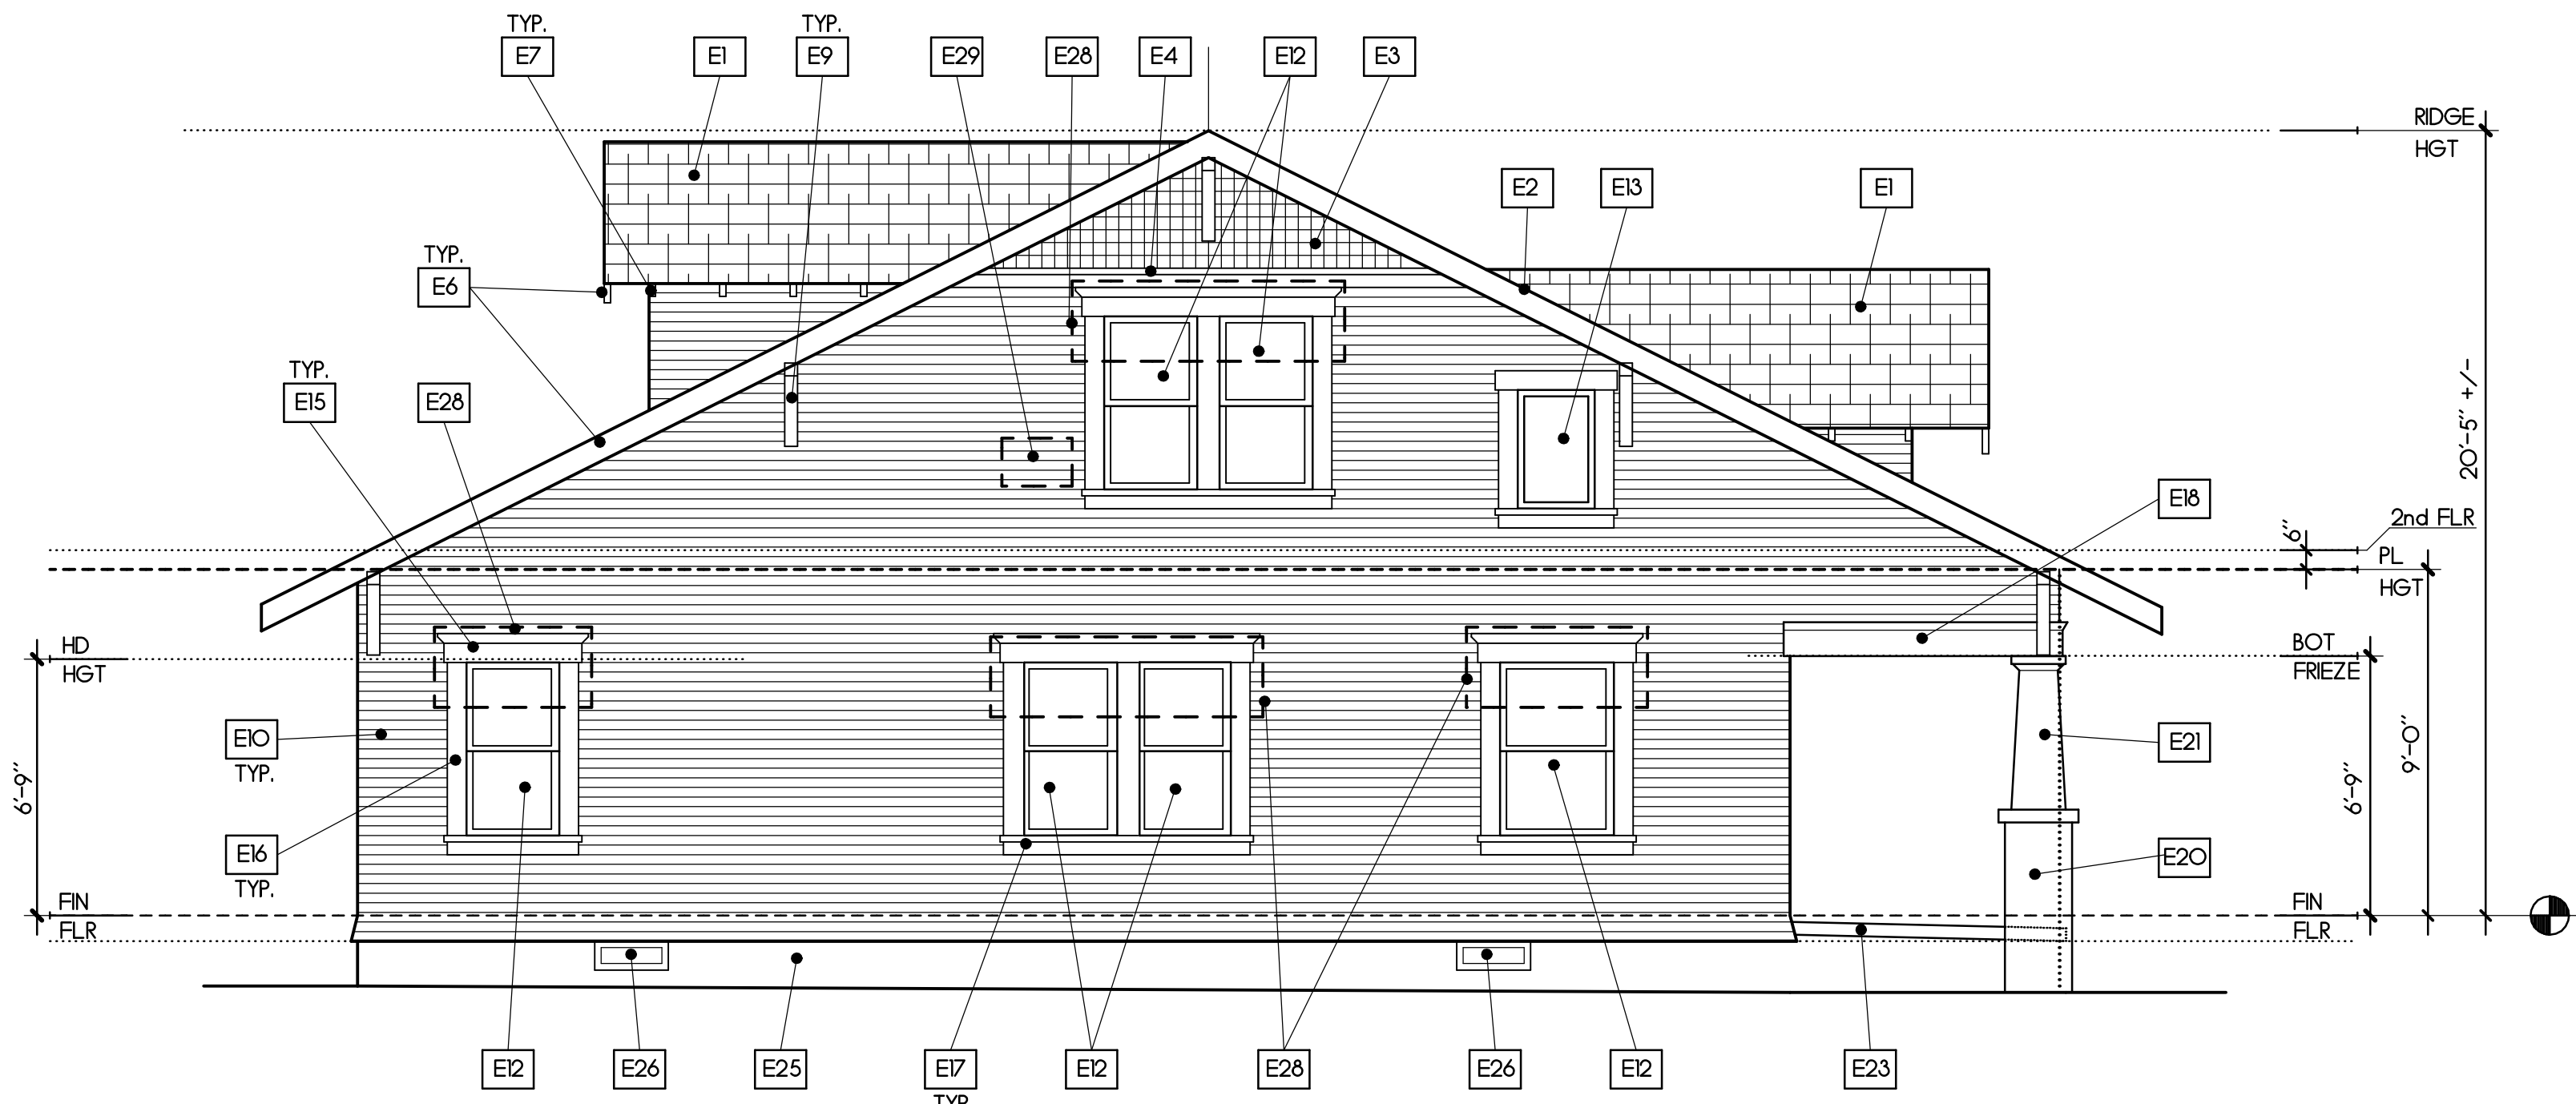 TYP.
E7
E1
TYP.
E9
E29
E28
E4
E12
E3
RIDGE
HGT
E2
E13
E1
TYP.
E6
TYP.
E15
E28
20'-5" +/-
E18
6"
2nd FLR
PL
HGT
HD
HGT
BOT
FRIEZE
E10
TYP.
E21
6'-9"
6'-9"
9'-0"
E16
TYP.
E20
FIN
FLR
FIN
FLR
E12
E26
E25
E17
TYP.
E12
E28
E26
E12
E23